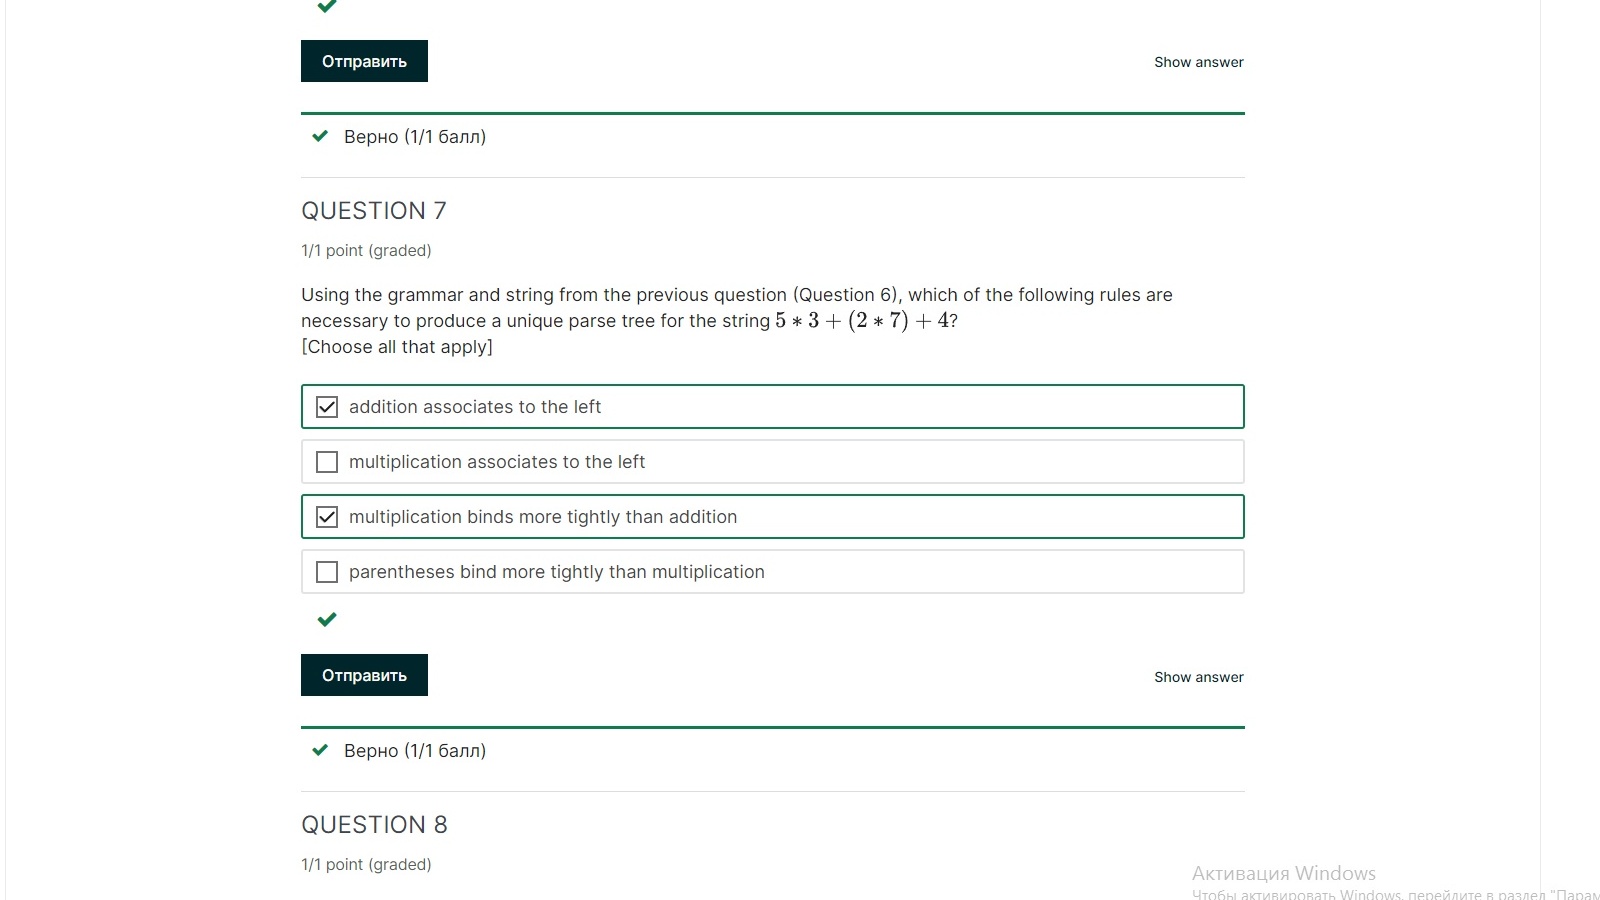 Отправить
Show answer
Верно (1/1 балл)
QUESTION 7
1/1 point (graded)
Using the grammar and string from the previous question (Question 6), which of the following rules are
necessary to produce a unique parse tree for the string 5 ∗ 3 + (2 ∗ 7) + 4?
[Choose all that apply]
addition associates to the left
multiplication associates to the left
multiplication binds more tightly than addition
parentheses bind more tightly than multiplication
Отправить
Show answer
Верно (1/1 балл)
QUESTION 8
1/1 point (graded)
Активация Windows
Чтобы активировать Windows, перейдите в раздел "Парам